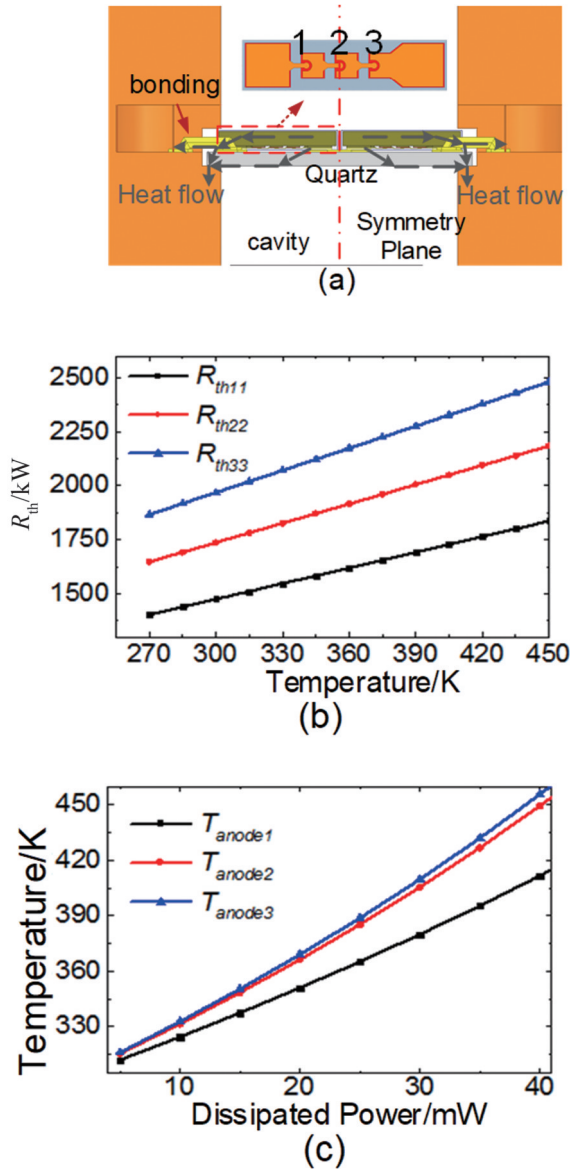 1 2 3
bonding
Quartz
Heat flow Heat flow
cavity Symmetry Plane
(a)
R_th/kW
2500
2250
2000
1750
1500
R_th11
R_th22
R_th33
270 300 330 360 390 420 450
Temperature/K
(b)
Temperature/K
450
420
390
360
330
T_anode1
T_anode2
T_anode3
10 20 30 40
Dissipated Power/mW
(c)